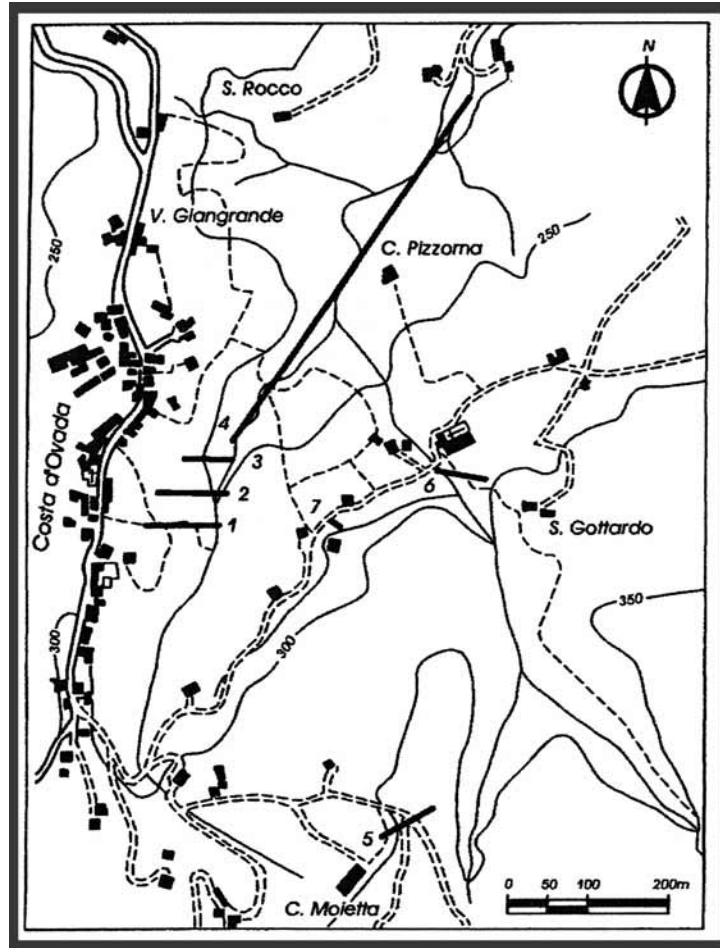 N
S. Rocco
V. Giangrande
250
C. Pizzorna
250
Costa d'Ovada
4
3
2
1
7
6
S. Gottardo
350
300
300
5
C. Moietta
0 50 100 200m